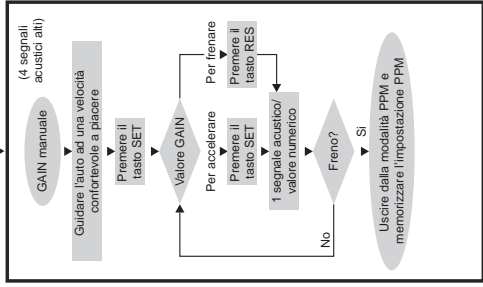 (4 segnali
acustici alti)
GAIN manuale
Guidare l'auto ad una velocità
confortevole a piacere
Premere il
tasto SET
Valore GAIN
Per accelerare
Per frenare
Premere il
tasto SET
Premere il
tasto RES
1 segnale acustico/
valore numerico
Freno?
No
Si
Uscire dalla modalità PPM e
memorizzare l'impostazione PPM